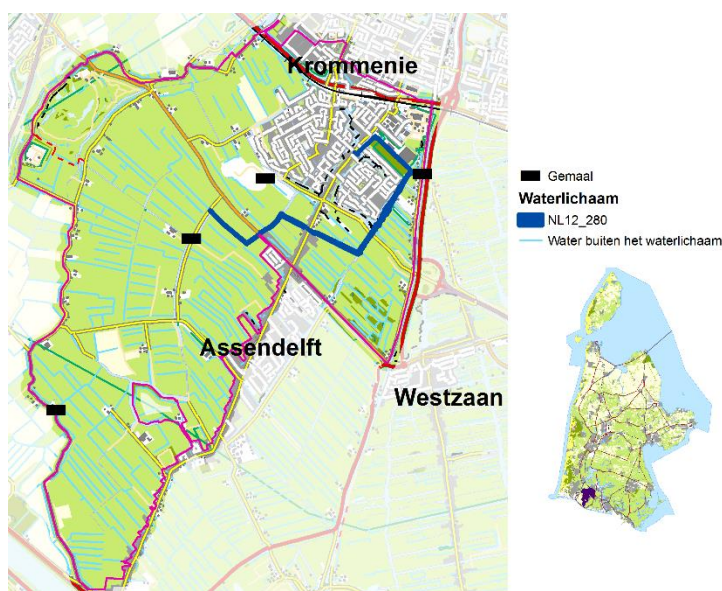 Krommenie
Assendelft
Westzaan
Gemaal
Waterlichaam
NL12_280
Water buiten het waterlichaam